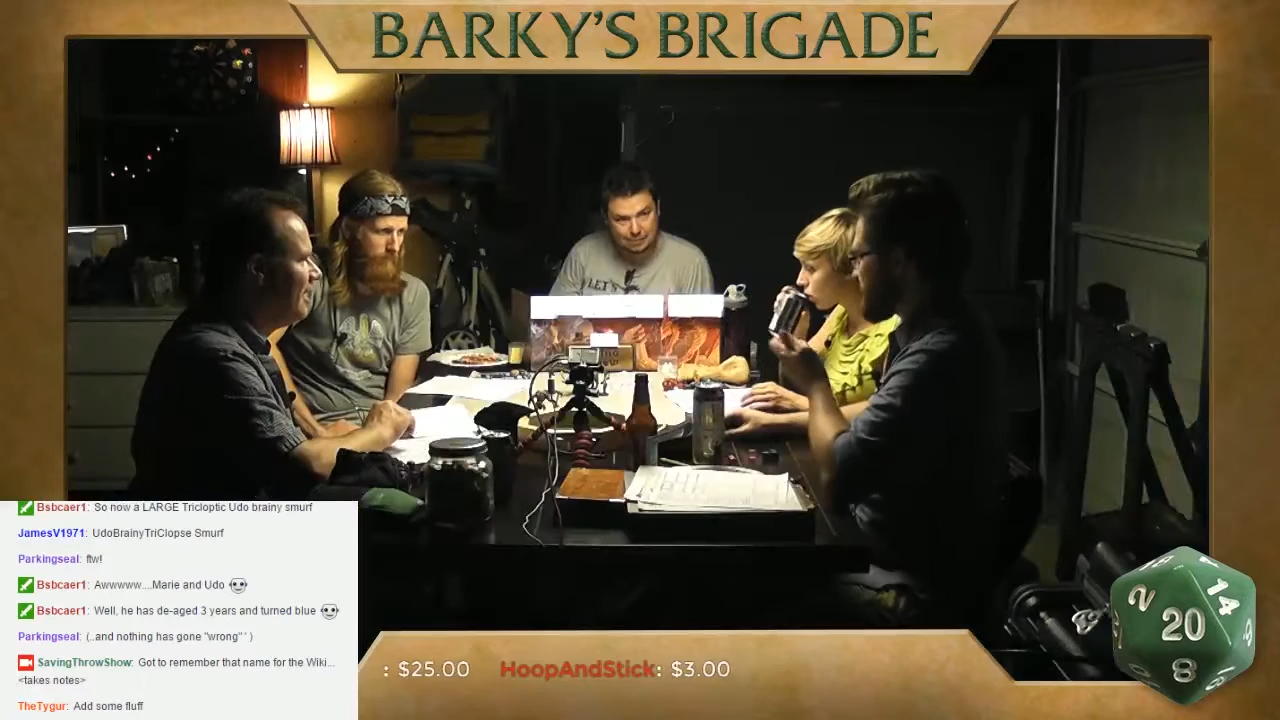 BARKY'S BRIGADE
LET'S
Bsbcaer1: So now a LARGE Tricloptic Udo brainy smurf
JamesV1971: UdoBrainyTriClopse Smurf
Parkingseal: ftw!
Bsbcaer1: Awwwww....Marie and Udo
Bsbcaer1: Well, he has de-aged 3 years and turned blue
Parkingseal: (..and nothing has gone "wrong" ' )
SavingThrowShow: Got to remember that name for the Wiki...
<takes notes>
TheTygur: Add some fluff
: $25.00 HoopAndStick: $3.00
2
14
20
8